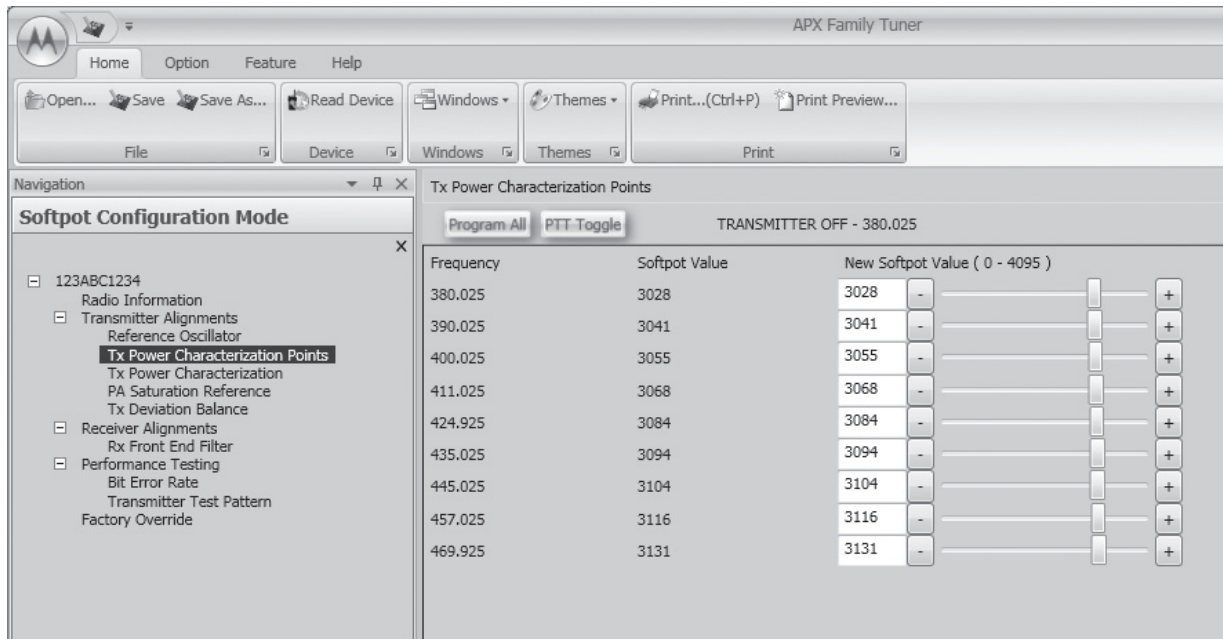 APX Family Tuner
Home Option Feature Help
Open... Save Save As... Read Device Windows Themes Print...(Ctrl+P) Print Preview...
File Device Windows Themes Print
Navigation
Softpot Configuration Mode
123ABC1234
Radio Information
Transmitter Alignments
Reference Oscillator
Tx Power Characterization Points
Tx Power Characterization
PA Saturation Reference
Tx Deviation Balance
Receiver Alignments
Rx Front End Filter
Performance Testing
Bit Error Rate
Transmitter Test Pattern
Factory Override
Tx Power Characterization Points
Program All PTT Toggle TRANSMITTER OFF - 380.025
Frequency Softpot Value New Softpot Value ( 0 - 4095 )
380.025 3028 3028 - +
390.025 3041 3041 - +
400.025 3055 3055 - +
411.025 3068 3068 - +
424.925 3084 3084 - +
435.025 3094 3094 - +
445.025 3104 3104 - +
457.025 3116 3116 - +
469.925 3131 3131 - +